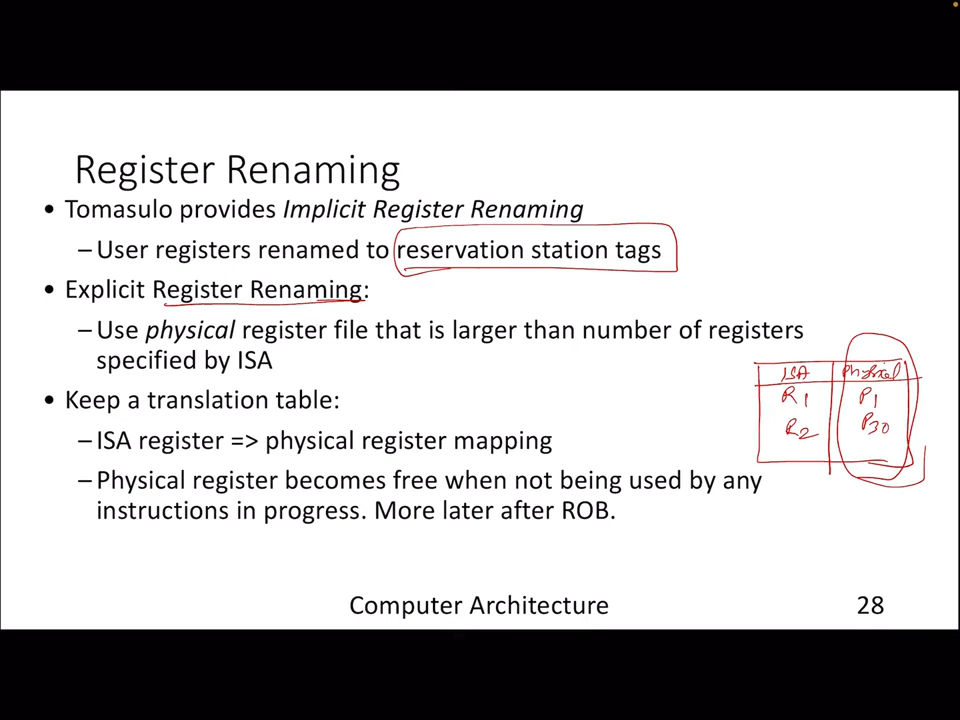 Register Renaming
• Tomasulo provides Implicit Register Renaming
–User registers renamed to reservation station tags
• Explicit Register Renaming:
–Use physical register file that is larger than number of registers
specified by ISA
ISA Physical
• Keep a translation table:
R1 P1
R2 P30
–ISA register => physical register mapping
–Physical register becomes free when not being used by any
instructions in progress. More later after ROB.
Computer Architecture 28